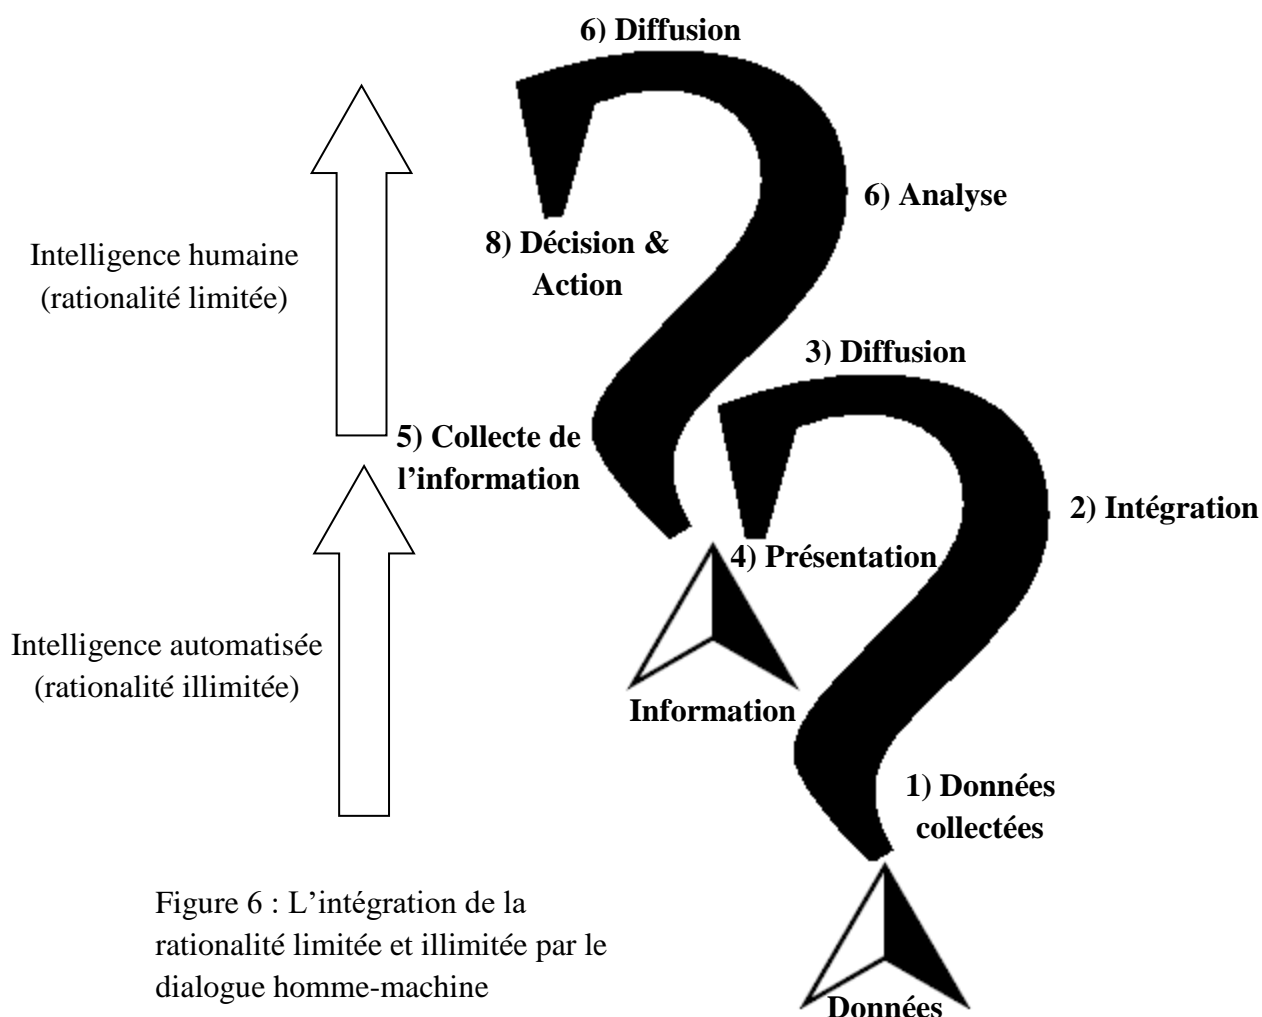 6) Diffusion
6) Analyse
8) Décision &
Action
Intelligence humaine
(rationalité limitée)
3) Diffusion
5) Collecte de
l’information
2) Intégration
4) Présentation
Intelligence automatisée
(rationalité illimitée)
Information
1) Données
collectées
Figure 6 : L’intégration de la
rationalité limitée et illimitée par le
dialogue homme-machine
Données